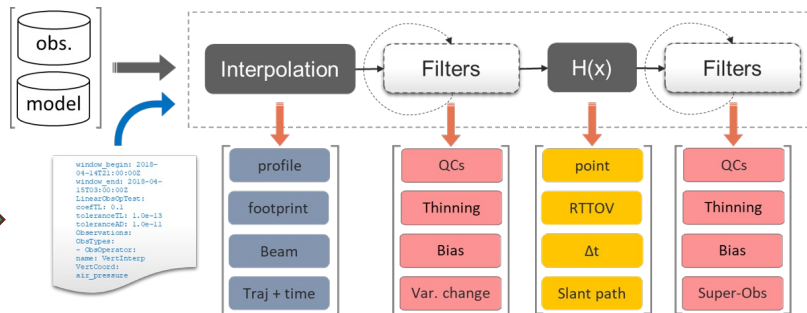 obs.
model
Interpolation
Filters
H(x)
Filters
window_begin: 2018-
04-14T21:00:00Z
window_end: 2018-04-
15T03:00:00Z
LinearObsOpTest:
coefTL: 0.1
toleranceTL: 1.0e-13
toleranceAD: 1.0e-11
Observations:
ObsTypes:
- ObsOperator:
name: VertInterp
VertCoord:
air_pressure
profile
footprint
Beam
Traj + time
QCs
Thinning
Bias
Var. change
point
RTTOV
Δt
Slant path
QCs
Thinning
Bias
Super-Obs